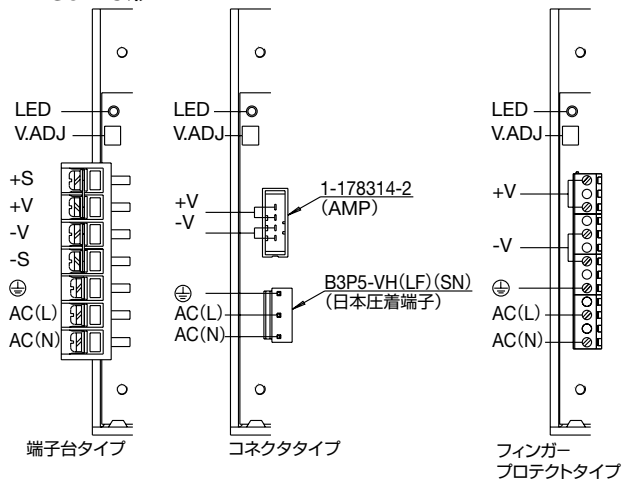 LED
V.ADJ
+S
+V
-V
-S
⏚
AC(L)
AC(N)
端子台タイプ
LED
V.ADJ
+V
-V
1-178314-2
(AMP)
⏚
AC(L)
AC(N)
B3P5-VH(LF)(SN)
(日本圧着端子)
コネクタタイプ
LED
V.ADJ
+V
-V
⏚
AC(L)
AC(N)
フィンガー
プロテクトタイプ